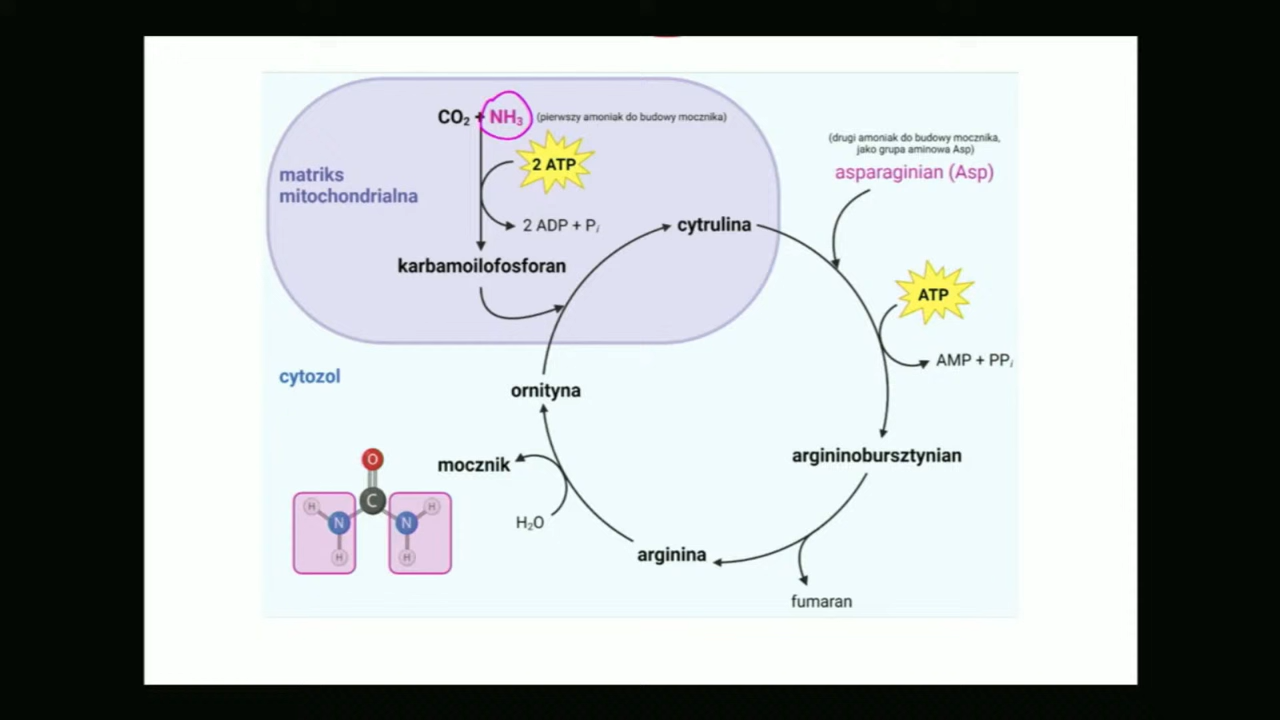 CO₂ + NH₃ (pierwszy amoniak do budowy mocznika)
(drugi amoniak do budowy mocznika,
jako grupa aminowa Asp)
asparaginian (Asp)
2 ATP
matriks
mitochondrialna
2 ADP + Pᵢ
cytrulina
karbamoilofosforan
ATP
AMP + PPᵢ
cytozol
ornityna
argininobursztynian
mocznik
O
C
H
H
N
N
H
H
H₂O
arginina
fumaran